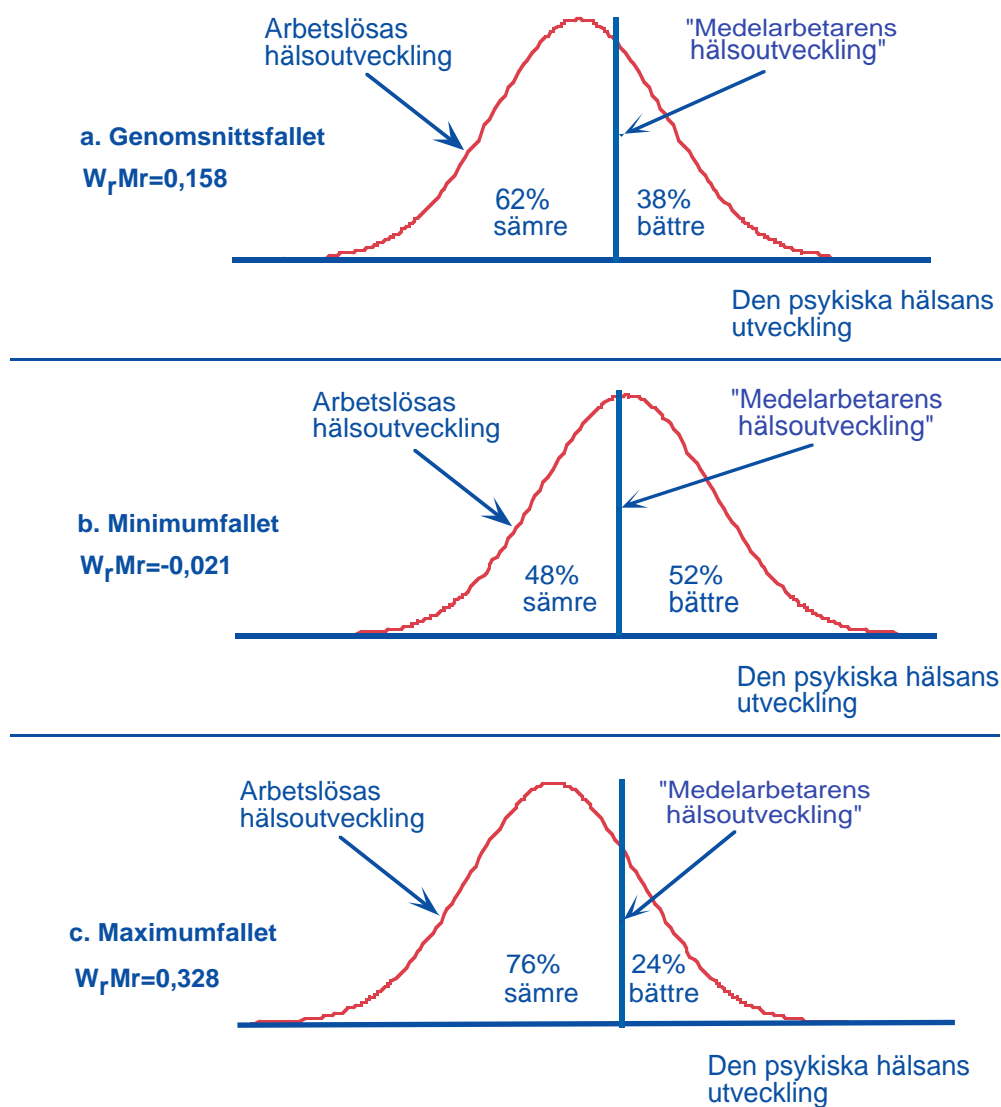 Arbetslösas
hälsoutveckling
"Medelarbetarens
hälsoutveckling"
a. Genomsnittsfallet
WrMr=0,158
62%
sämre
38%
bättre
Den psykiska hälsans
utveckling
Arbetslösas
hälsoutveckling
"Medelarbetarens
hälsoutveckling"
b. Minimumfallet
WrMr=-0,021
48%
sämre
52%
bättre
Den psykiska hälsans
utveckling
Arbetslösas
hälsoutveckling
"Medelarbetarens
hälsoutveckling"
c. Maximumfallet
WrMr=0,328
76%
sämre
24%
bättre
Den psykiska hälsans
utveckling